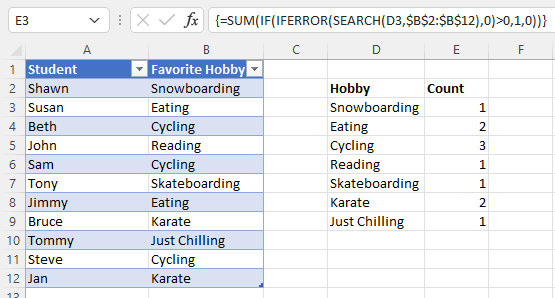 E3 fx {=SUM(IF(IFERROR(SEARCH(D3,$B$2:$B$12),0)>0,1,0))}
A B C D E F
1 Student Favorite Hobby
2 Shawn Snowboarding Hobby Count
3 Susan Eating Snowboarding 1
4 Beth Cycling Eating 2
5 John Reading Cycling 3
6 Sam Cycling Reading 1
7 Tony Skateboarding Skateboarding 1
8 Jimmy Eating Karate 2
9 Bruce Karate Just Chilling 1
10 Tommy Just Chilling
11 Steve Cycling
12 Jan Karate
13